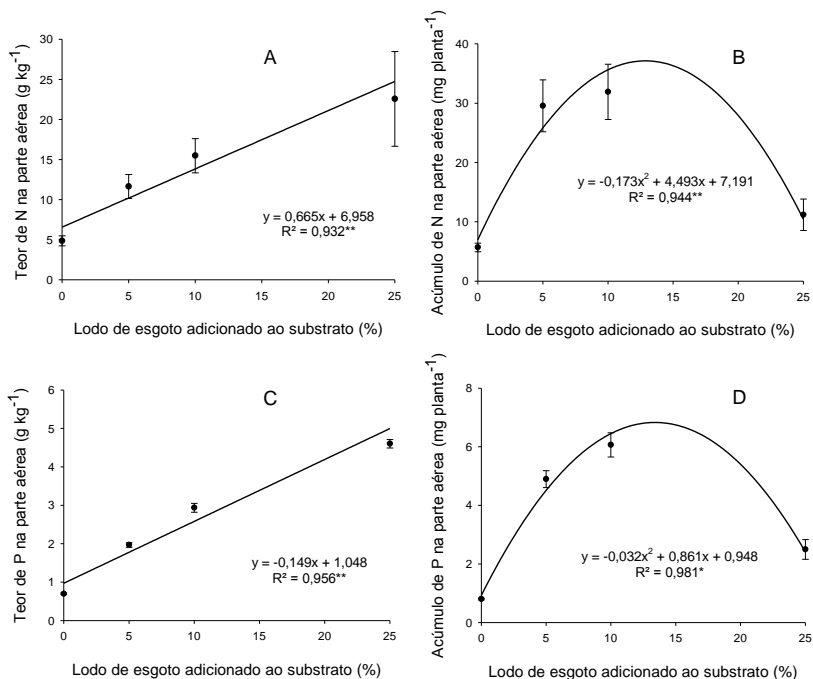 A
Teor de N na parte aérea (g kg⁻¹)
30
25
20
15
10
5
0
y = 0,665x + 6,958
R² = 0,932**
0 5 10 15 20 25
Lodo de esgoto adicionado ao substrato (%)
B
Acúmulo de N na parte aérea (mg planta⁻¹)
40
30
20
10
0
y = -0,173x² + 4,493x + 7,191
R² = 0,944**
0 5 10 15 20 25
Lodo de esgoto adicionado ao substrato (%)
C
Teor de P na parte aérea (g kg⁻¹)
6
5
4
3
2
1
0
y = -0,149x + 1,048
R² = 0,956**
0 5 10 15 20 25
Lodo de esgoto adicionado ao substrato (%)
D
Acúmulo de P na parte aérea (mg planta⁻¹)
8
6
4
2
0
y = -0,032x² + 0,861x + 0,948
R² = 0,981*
0 5 10 15 20 25
Lodo de esgoto adicionado ao substrato (%)